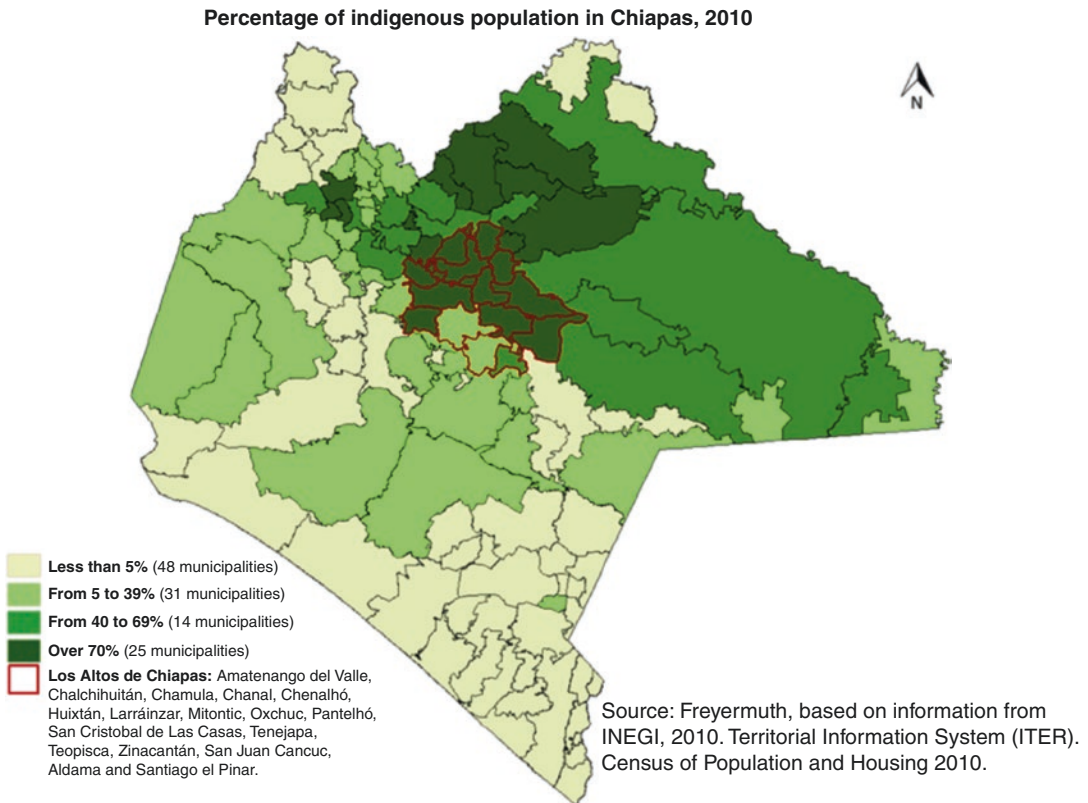 Percentage of indigenous population in Chiapas, 2010
N
Less than 5% (48 municipalities)
From 5 to 39% (31 municipalities)
From 40 to 69% (14 municipalities)
Over 70% (25 municipalities)
Los Altos de Chiapas: Amatenango del Valle,
Chalchihuitán, Chamula, Chanal, Chenalhó,
Huixtán, Larráinzar, Mitontic, Oxchuc, Pantelhó,
San Cristobal de Las Casas, Tenejapa,
Teopisca, Zinacantán, San Juan Cancuc,
Aldama and Santiago el Pinar.
Source: Freyermuth, based on information from
INEGI, 2010. Territorial Information System (ITER).
Census of Population and Housing 2010.